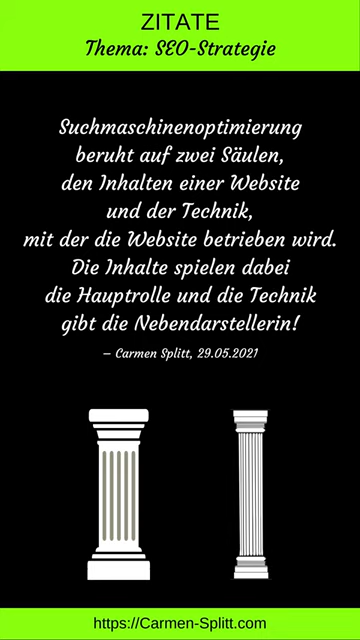 ZITATE
Thema: SEO-Strategie
Suchmaschinenoptimierung
beruht auf zwei Säulen,
den Inhalten einer Website
und der Technik,
mit der die Website betrieben wird.
Die Inhalte spielen dabei
die Hauptrolle und die Technik
gibt die Nebendarstellerin!
– Carmen Splitt, 29.05.2021
https://Carmen-Splitt.com